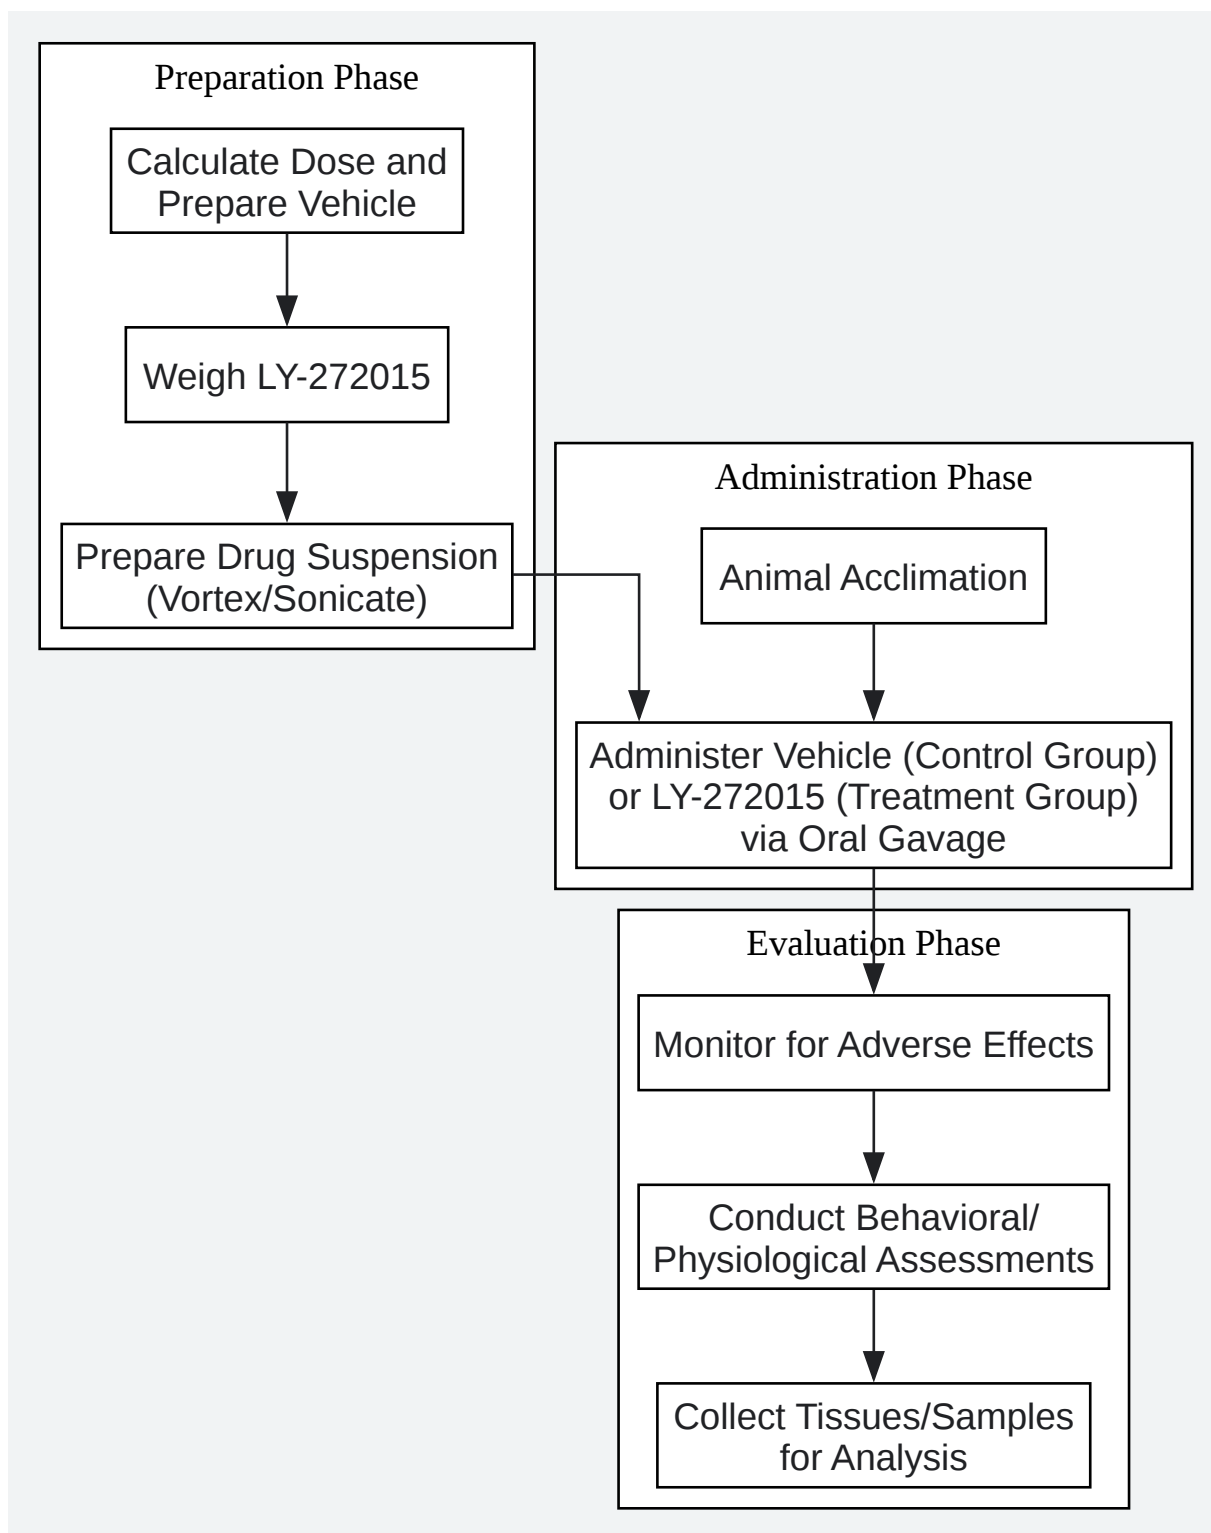 Preparation Phase
Calculate Dose and
Prepare Vehicle
Weigh LY-272015
Prepare Drug Suspension
(Vortex/Sonicate)
Administration Phase
Animal Acclimation
Administer Vehicle (Control Group)
or LY-272015 (Treatment Group)
via Oral Gavage
Evaluation Phase
Monitor for Adverse Effects
Conduct Behavioral/
Physiological Assessments
Collect Tissues/Samples
for Analysis